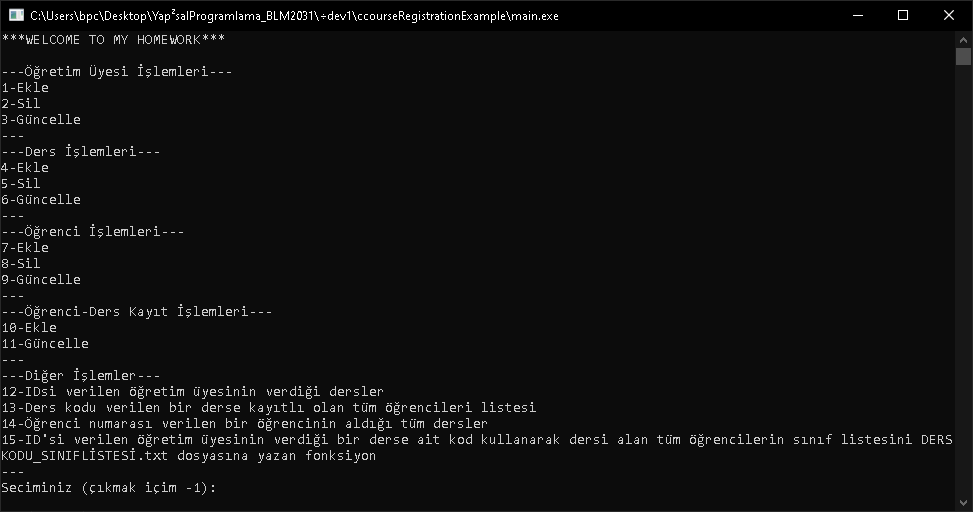 C:\Users\bpc\Desktop\Yap²salProgramlama_BLM2031\÷dev1\ccourseRegistrationExample\main.exe
***WELCOME TO MY HOMEWORK***
---Öğretim Üyesi İşlemleri---
1-Ekle
2-Sil
3-Güncelle
---
---Ders İşlemleri---
4-Ekle
5-Sil
6-Güncelle
---
---Öğrenci İşlemleri---
7-Ekle
8-Sil
9-Güncelle
---
---Öğrenci-Ders Kayıt İşlemleri---
10-Ekle
11-Güncelle
---
---Diğer İşlemler---
12-IDsi verilen öğretim üyesinin verdiği dersler
13-Ders kodu verilen bir derse kayıtlı olan tüm öğrencileri listesi
14-Öğrenci numarası verilen bir öğrencinin aldığı tüm dersler
15-ID'si verilen öğretim üyesinin verdiği bir derse ait kod kullanarak dersi alan tüm öğrencilerin sınıf listesini DERS
KODU_SINIFLİSTESİ.txt dosyasına yazan fonksiyon
---
Seciminiz (çıkmak içim -1):